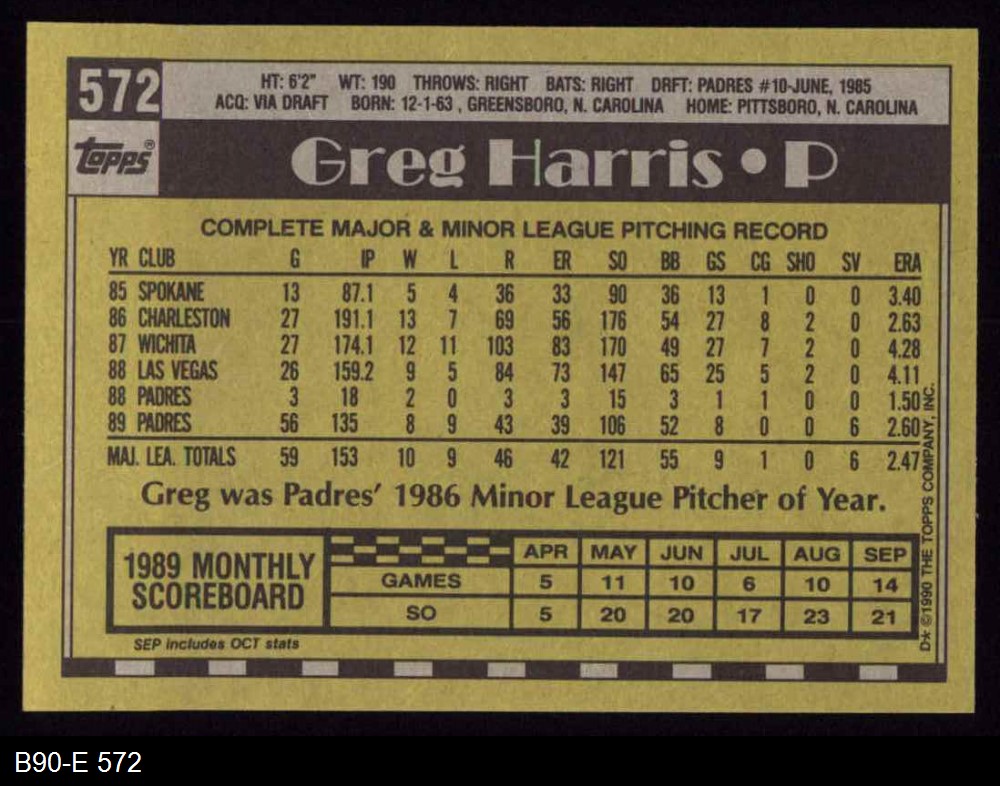 572
HT: 6'2" WT: 190 THROWS: RIGHT BATS: RIGHT DRFT: PADRES #10-JUNE, 1985
ACQ: VIA DRAFT BORN: 12-1-63 , GREENSBORO, N. CAROLINA HOME: PITTSBORO, N. CAROLINA
topps®
Greg Harris • P
COMPLETE MAJOR & MINOR LEAGUE PITCHING RECORD
YR CLUB G IP W L R ER SO BB GS CG SHO SV ERA
85 SPOKANE 13 87.1 5 4 36 33 90 36 13 1 0 0 3.40
86 CHARLESTON 27 191.1 13 7 69 56 176 54 27 8 2 0 2.63
87 WICHITA 27 174.1 12 11 103 83 170 49 27 7 2 0 4.28
88 LAS VEGAS 26 159.2 9 5 84 73 147 65 25 5 2 0 4.11
88 PADRES 3 18 2 0 3 3 15 3 1 1 0 0 1.50
89 PADRES 56 135 8 9 43 39 106 52 8 0 0 6 2.60
MAJ. LEA. TOTALS 59 153 10 9 46 42 121 55 9 1 0 6 2.47
Greg was Padres' 1986 Minor League Pitcher of Year.
1989 MONTHLY
SCOREBOARD
APR MAY JUN JUL AUG SEP
GAMES 5 11 10 6 10 14
SO 5 20 20 17 23 21
SEP includes OCT stats
D* ©1990 THE TOPPS COMPANY, INC.
B90-E 572